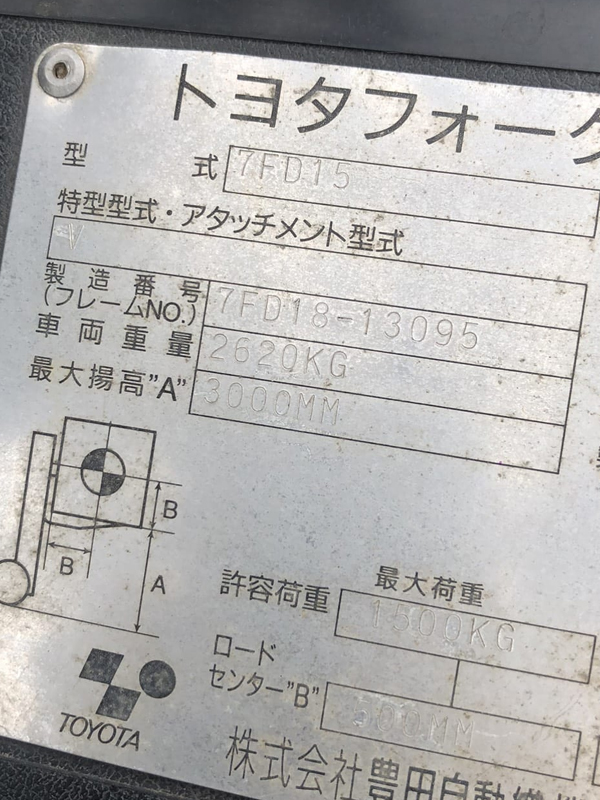 トヨタフォーク
型 式 7FD15
特型型式・アタッチメント型式
V
製造番号
(フレームNO.) 7FD18-13095
車両重量 2620KG
最大揚高"A" 3000MM
B
B
A
最大荷重
許容荷重 1500KG
ロード
センター"B" 500MM
TOYOTA
株式会社豊田自動織